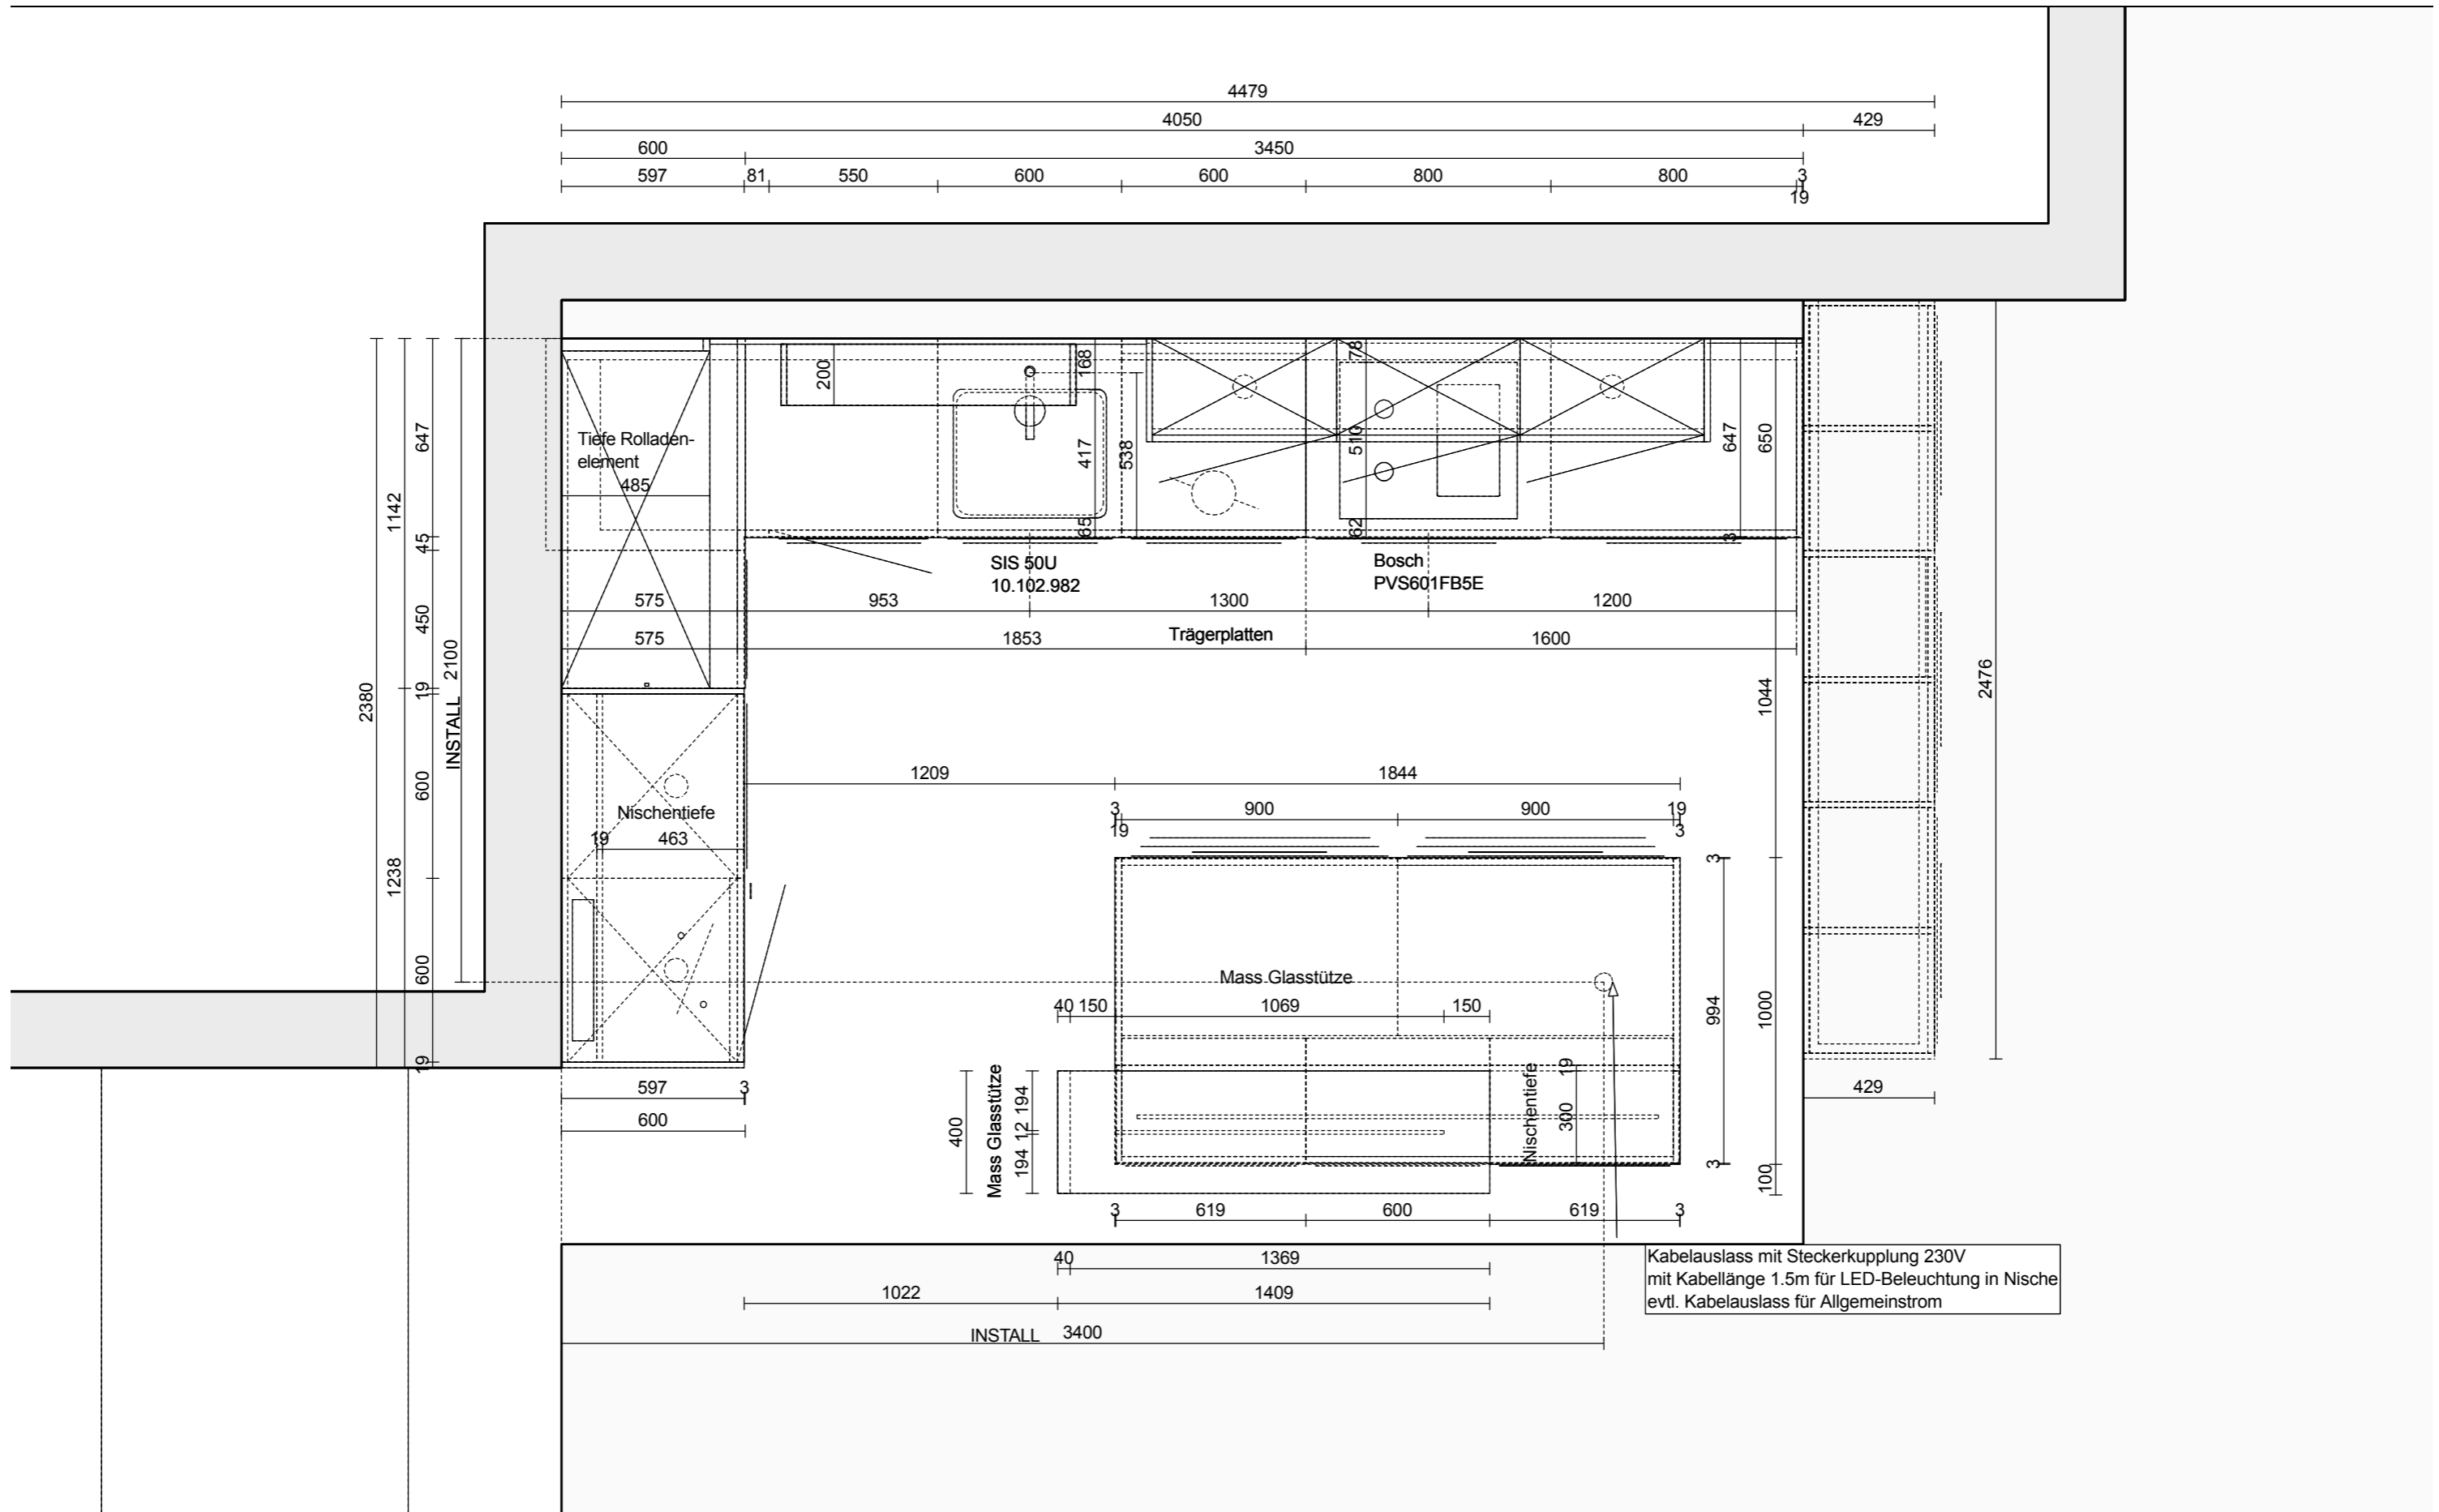 4479
4050 429
600 3450
597 81 550 600 600 800 800 3
19
200
168
78
Tiefe Rolladen-
element
485
417
538
510
647
650
65
62
3
647
1142
45
450
2100
INSTALL
19
2380
600
1238
600
19
SIS 50U
10.102.982
Bosch
PVS601FB5E
575 953 1300 1200
575 1853 Trägerplatten 1600
1044
2476
1209 1844
3 900 900 19
19 3
Nischentiefe
19 463
3
Mass Glasstütze
40 150 1069 150
994
1000
400
Mass Glasstütze
194 12 194
Nischentiefe
19
300
3
100
597 3
600
429
3 619 600 619 3
40 1369
1022 1409
INSTALL 3400
Kabelauslass mit Steckerkupplung 230V
mit Kabellänge 1.5m für LED-Beleuchtung in Nische
evtl. Kabelauslass für Allgemeinstrom